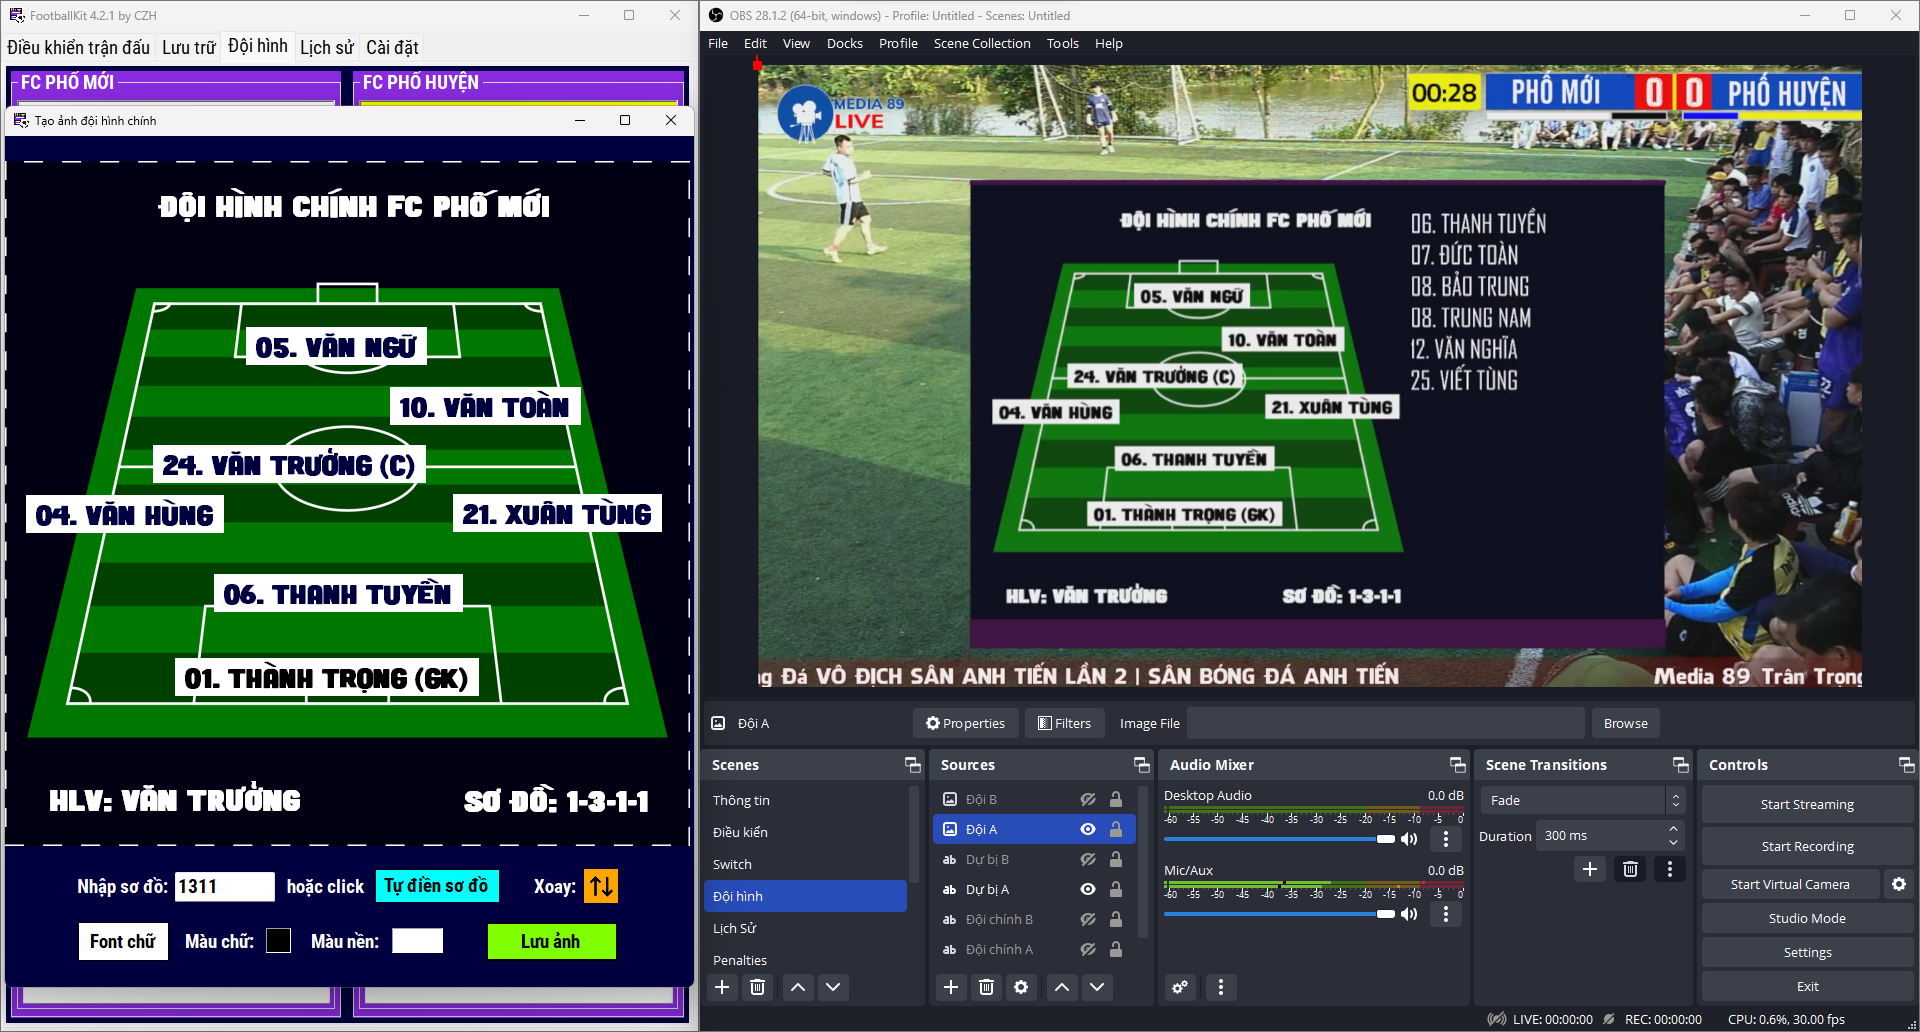 FootballKit 4.2.1 by CZH
Điều khiển trận đấu Lưu trữ Đội hình Lịch sử Cài đặt
FC PHỐ MỚI FC PHỐ HUYỆN
Tạo ảnh đội hình chính
ĐỘI HÌNH CHÍNH FC PHỐ MỚI
05. VĂN NGỮ
10. VĂN TOÀN
24. VĂN TRƯỞNG (C)
04. VĂN HÙNG
21. XUÂN TÙNG
06. THANH TUYỀN
01. THÀNH TRỌNG (GK)
HLV: VĂN TRƯỞNG
SƠ ĐỒ: 1-3-1-1
Nhập sơ đồ: 1311 hoặc click Tự điền sơ đồ Xoay:
Font chữ Màu chữ: Màu nền: Lưu ảnh
OBS 28.1.2 (64-bit, windows) - Profile: Untitled - Scenes: Untitled
File Edit View Docks Profile Scene Collection Tools Help
MEDIA 89
LIVE
00:28 PHỐ MỚI 0 0 PHỐ HUYỆN
ĐỘI HÌNH CHÍNH FC PHỐ MỚI
05. VĂN NGỮ
10. VĂN TOÀN
24. VĂN TRƯỞNG (C)
04. VĂN HÙNG
21. XUÂN TÙNG
06. THANH TUYỀN
01. THÀNH TRỌNG (GK)
HLV: VĂN TRƯỞNG
SƠ ĐỒ: 1-3-1-1
06. THANH TUYỀN
07. ĐỨC TOÀN
08. BẢO TRUNG
08. TRUNG NAM
12. VĂN NGHĨA
25. VIẾT TÙNG
ng Đá VÔ ĐỊCH SÂN ANH TIẾN LẦN 2 | SÂN BÓNG ĐÁ ANH TIẾN Media 89 Trân Trọng
Đội A Properties Filters Image File Browse
Scenes
Thông tin
Điều kiển
Switch
Đội hình
Lịch Sử
Penalties
Sources
Đội B
Đội A
ab Dự bị B
ab Dự bị A
ab Đội chính B
ab Đội chính A
Audio Mixer
Desktop Audio 0.0 dB
-60 -55 -50 -45 -40 -35 -30 -25 -20 -15 -10 -5 0
Mic/Aux 0.0 dB
-60 -55 -50 -45 -40 -35 -30 -25 -20 -15 -10 -5 0
Scene Transitions
Fade
Duration 300 ms
Controls
Start Streaming
Start Recording
Start Virtual Camera
Studio Mode
Settings
Exit
LIVE: 00:00:00 REC: 00:00:00 CPU: 0.6%, 30.00 fps